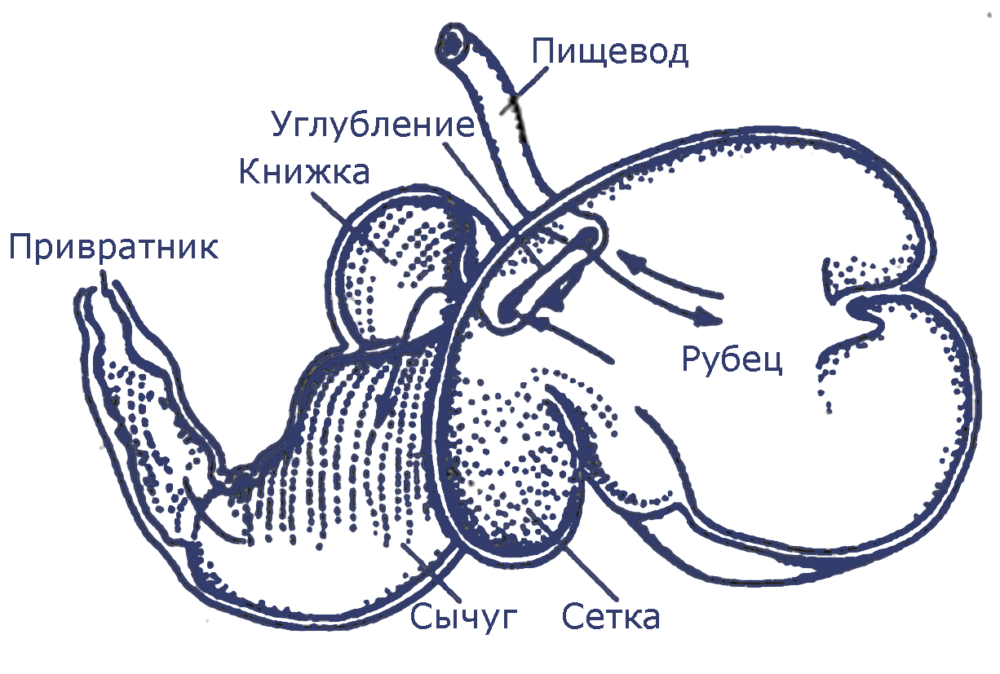 Пищевод
Углубление
Книжка
Привратник
Рубец
Сычуг
Сетка